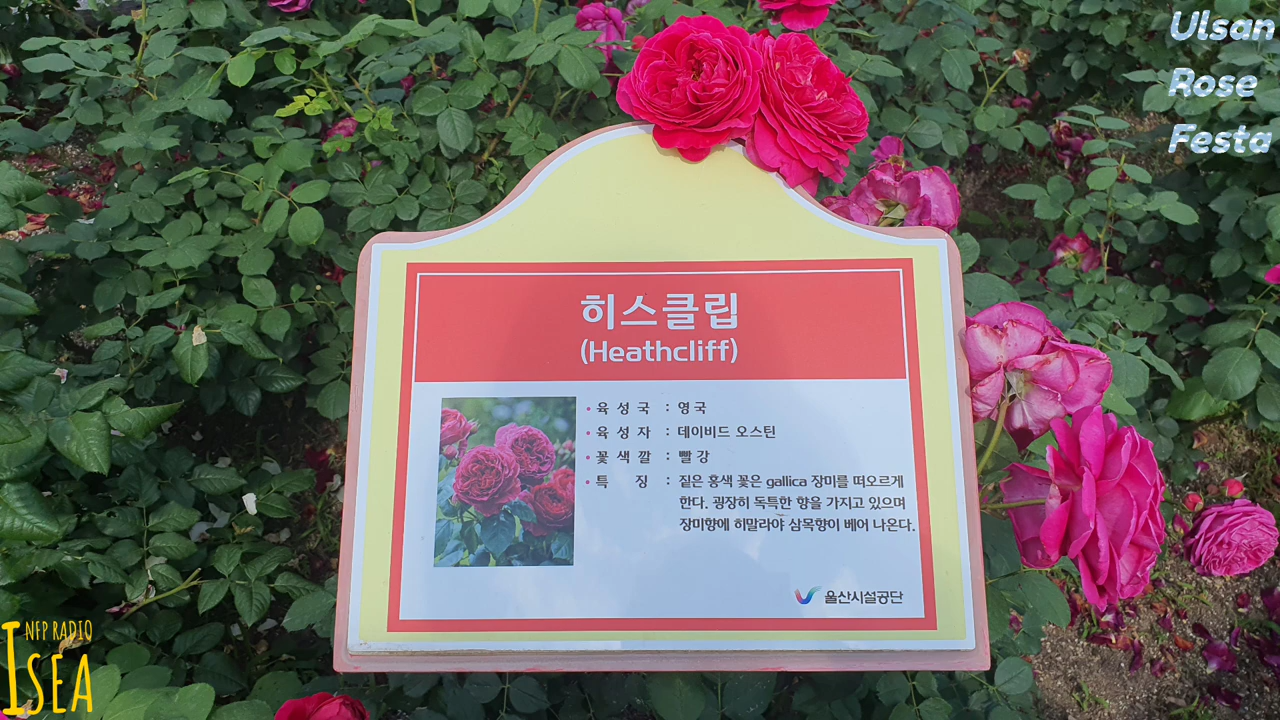 Ulsan
Rose
Festa
히스클립
(Heathcliff)
• 육 성 국 : 영국
• 육 성 자 : 데이비드 오스틴
• 꽃 색 깔 : 빨강
• 특 징 : 짙은 홍색 꽃은 gallica 장미를 떠오르게
한다. 굉장히 독특한 향을 가지고 있으며
장미향에 히말라야 삼목향이 베어 나온다.
울산시설공단
NFP RADIO
ISEA